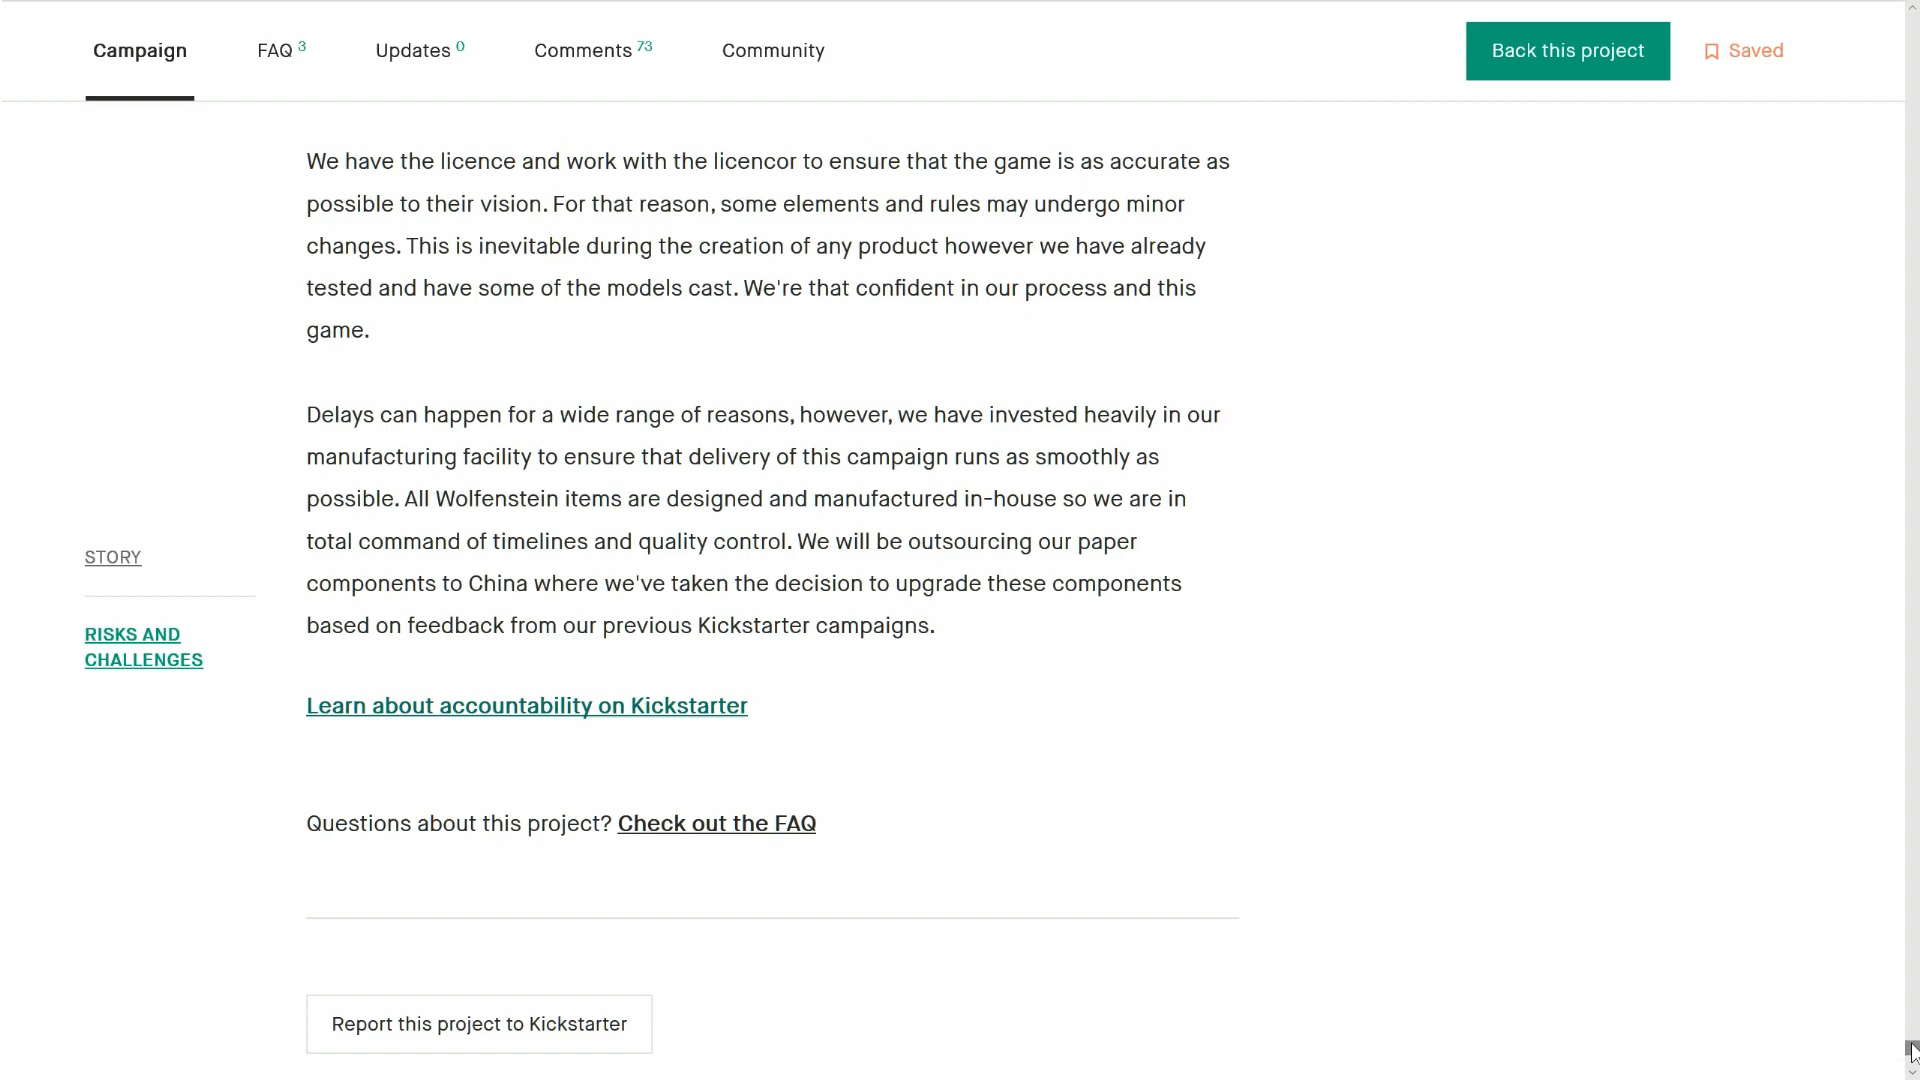 Campaign FAQ 3 Updates 0 Comments 73 Community Back this project Saved
We have the licence and work with the licencor to ensure that the game is as accurate as
possible to their vision. For that reason, some elements and rules may undergo minor
changes. This is inevitable during the creation of any product however we have already
tested and have some of the models cast. We're that confident in our process and this
game.
Delays can happen for a wide range of reasons, however, we have invested heavily in our
manufacturing facility to ensure that delivery of this campaign runs as smoothly as
possible. All Wolfenstein items are designed and manufactured in-house so we are in
total command of timelines and quality control. We will be outsourcing our paper
components to China where we've taken the decision to upgrade these components
based on feedback from our previous Kickstarter campaigns.
STORY
RISKS AND
CHALLENGES
Learn about accountability on Kickstarter
Questions about this project? Check out the FAQ
Report this project to Kickstarter